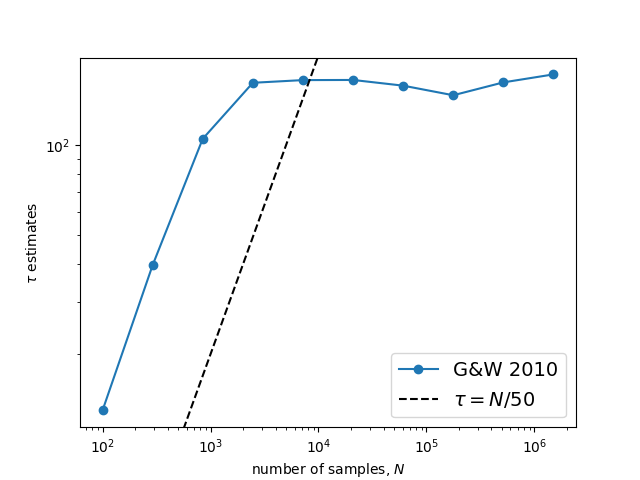 10²
τ estimates
G&W 2010
τ = N/50
10² 10³ 10⁴ 10⁵ 10⁶
number of samples, N